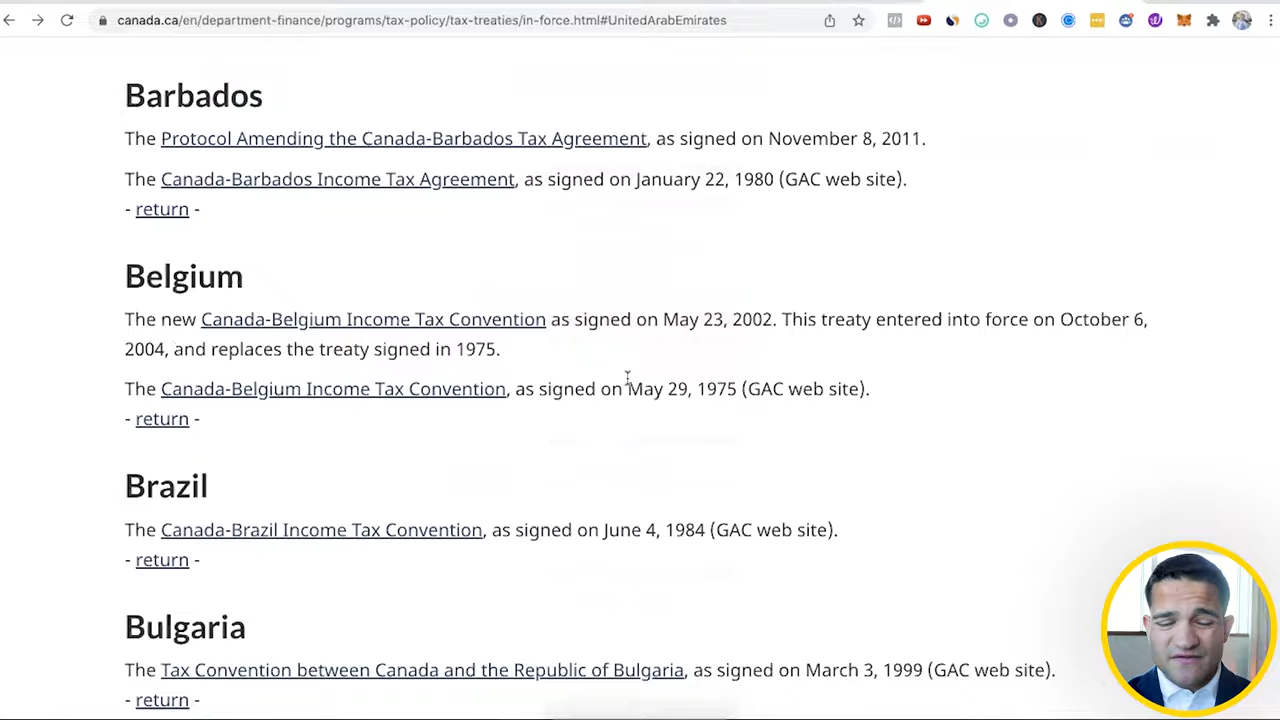 canada.ca/en/department-finance/programs/tax-policy/tax-treaties/in-force.html#UnitedArabEmirates
Barbados
The Protocol Amending the Canada-Barbados Tax Agreement, as signed on November 8, 2011.
The Canada-Barbados Income Tax Agreement, as signed on January 22, 1980 (GAC web site).
- return -
Belgium
The new Canada-Belgium Income Tax Convention as signed on May 23, 2002. This treaty entered into force on October 6,
2004, and replaces the treaty signed in 1975.
The Canada-Belgium Income Tax Convention, as signed on May 29, 1975 (GAC web site).
- return -
Brazil
The Canada-Brazil Income Tax Convention, as signed on June 4, 1984 (GAC web site).
- return -
Bulgaria
The Tax Convention between Canada and the Republic of Bulgaria, as signed on March 3, 1999 (GAC web site).
- return -